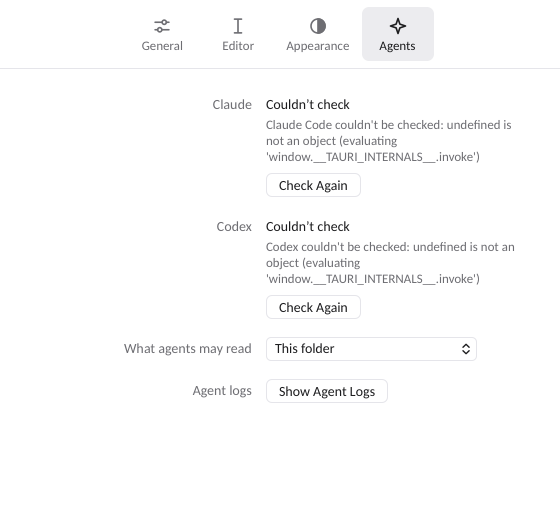 General
Editor
Appearance
Agents
Claude
Couldn't check
Claude Code couldn't be checked: undefined is
not an object (evaluating
'window.__TAURI_INTERNALS__.invoke')
Check Again
Codex
Couldn't check
Codex couldn't be checked: undefined is not an
object (evaluating
'window.__TAURI_INTERNALS__.invoke')
Check Again
What agents may read
This folder
Agent logs
Show Agent Logs